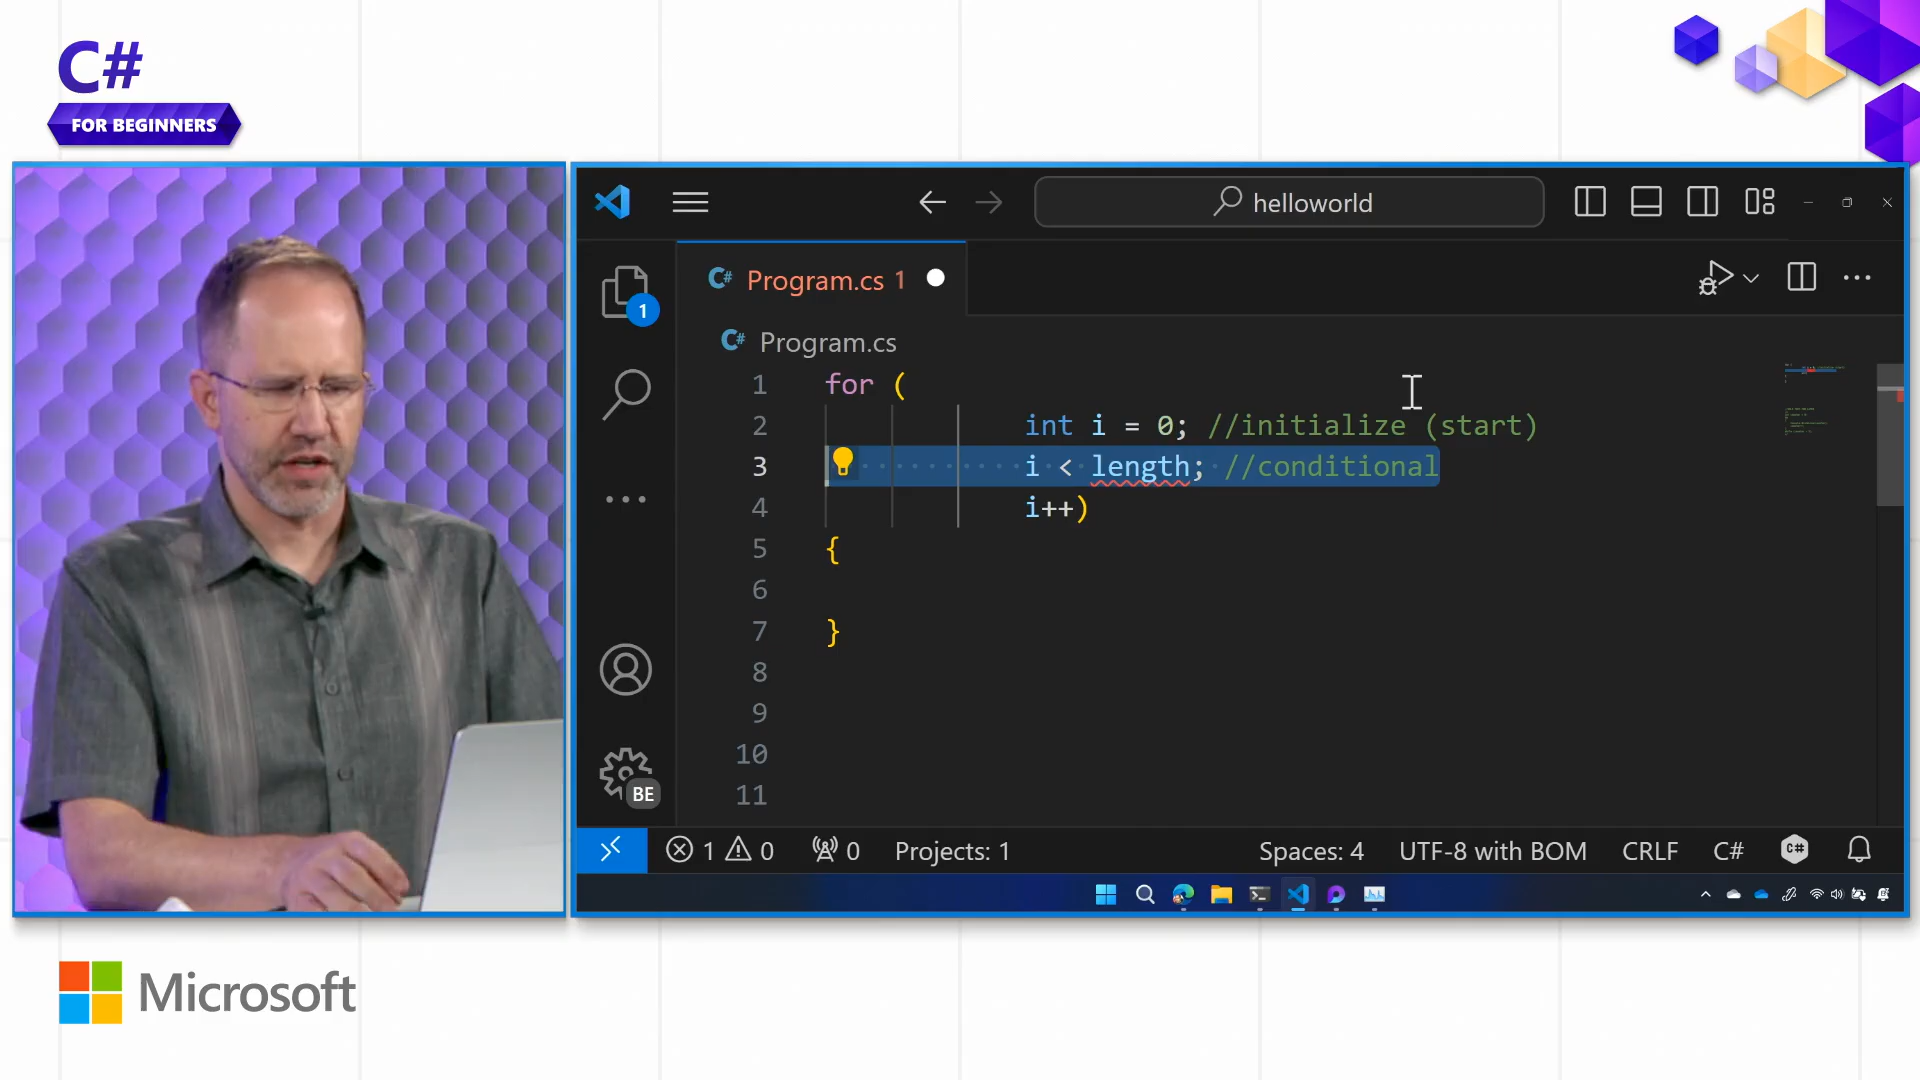 C#
FOR BEGINNERS
helloworld
Program.cs 1
1
C# Program.cs
1 for (
2 int i = 0; //initialize (start)
3 i < length; //conditional
4 i++)
5 {
6
7 }
8
9
10
11
BE
1 0 0 Projects: 1 Spaces: 4 UTF-8 with BOM CRLF C# C#
Microsoft